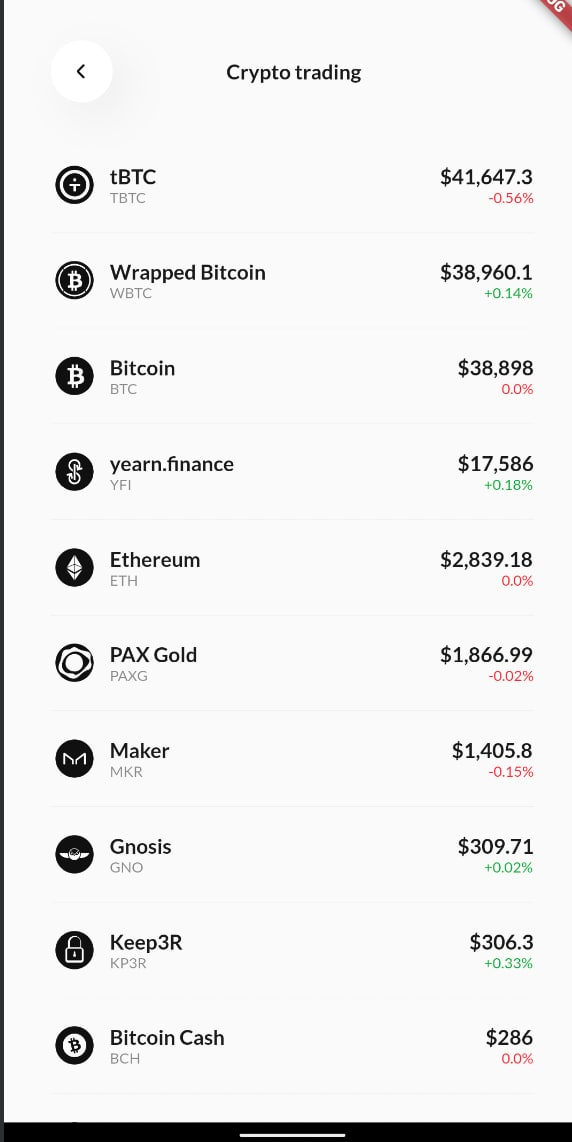 Crypto trading
tBTC
$41,647.3
TBTC
-0.56%
Wrapped Bitcoin
$38,960.1
WBTC
+0.14%
Bitcoin
$38,898
BTC
0.0%
yearn.finance
$17,586
YFI
+0.18%
Ethereum
$2,839.18
ETH
0.0%
PAX Gold
$1,866.99
PAXG
-0.02%
Maker
$1,405.8
MKR
-0.15%
Gnosis
$309.71
GNO
+0.02%
Keep3R
$306.3
KP3R
+0.33%
Bitcoin Cash
$286
BCH
0.0%